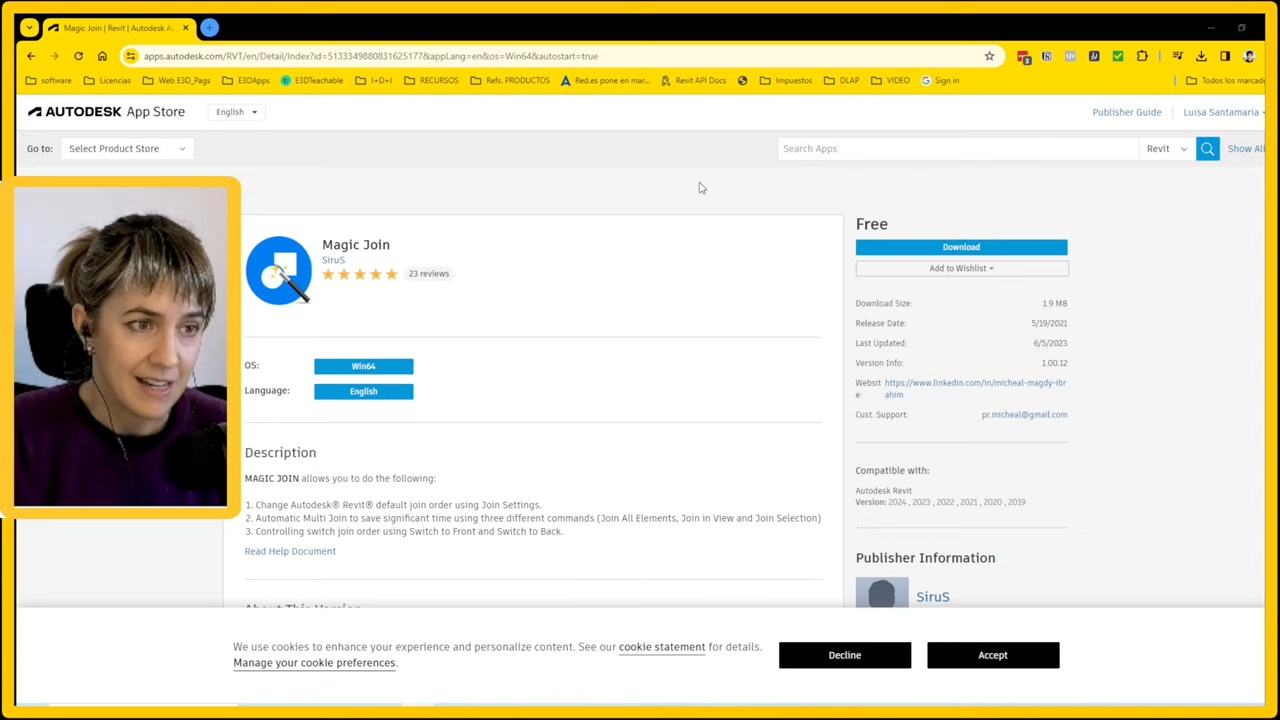 Magic Join | Revit | Autodesk A
apps.autodesk.com/RVT/en/Detail/Index?id=5133349880831625177&appLang=en&os=Win64&autostart=true
software
Licencias
Web E3D_Pags
E3DApps
E3DTeachable
I+D+I
RECURSOS
Refs. PRODUCTOS
Red.es pone en mar...
Revit API Docs
Impuestos
DLAP
VIDEO
Sign in
Todos los marcado
AUTODESK App Store
English
Publisher Guide
Luisa Santamaria
Go to:
Select Product Store
Search Apps
Revit
Show All
Magic Join
SiruS
23 reviews
OS:
Win64
Language:
English
Description
MAGIC JOIN allows you to do the following:
1. Change Autodesk® Revit® default join order using Join Settings.
2. Automatic Multi Join to save significant time using three different commands (Join All Elements, Join in View and Join Selection)
3. Controlling switch join order using Switch to Front and Switch to Back.
Read Help Document
About This Version
Free
Download
Add to Wishlist
Download Size:
1.9 MB
Release Date:
5/19/2021
Last Updated:
6/5/2023
Version Info:
1.00.12
Websit
e:
https://www.linkedin.com/in/micheal-magdy-ibr
ahim
Cust. Support:
pr.micheal@gmail.com
Compatible with:
Autodesk Revit
Version: 2024 , 2023 , 2022 , 2021 , 2020 , 2019
Publisher Information
SiruS
We use cookies to enhance your experience and personalize content. See our cookie statement for details.
Manage your cookie preferences.
Decline
Accept